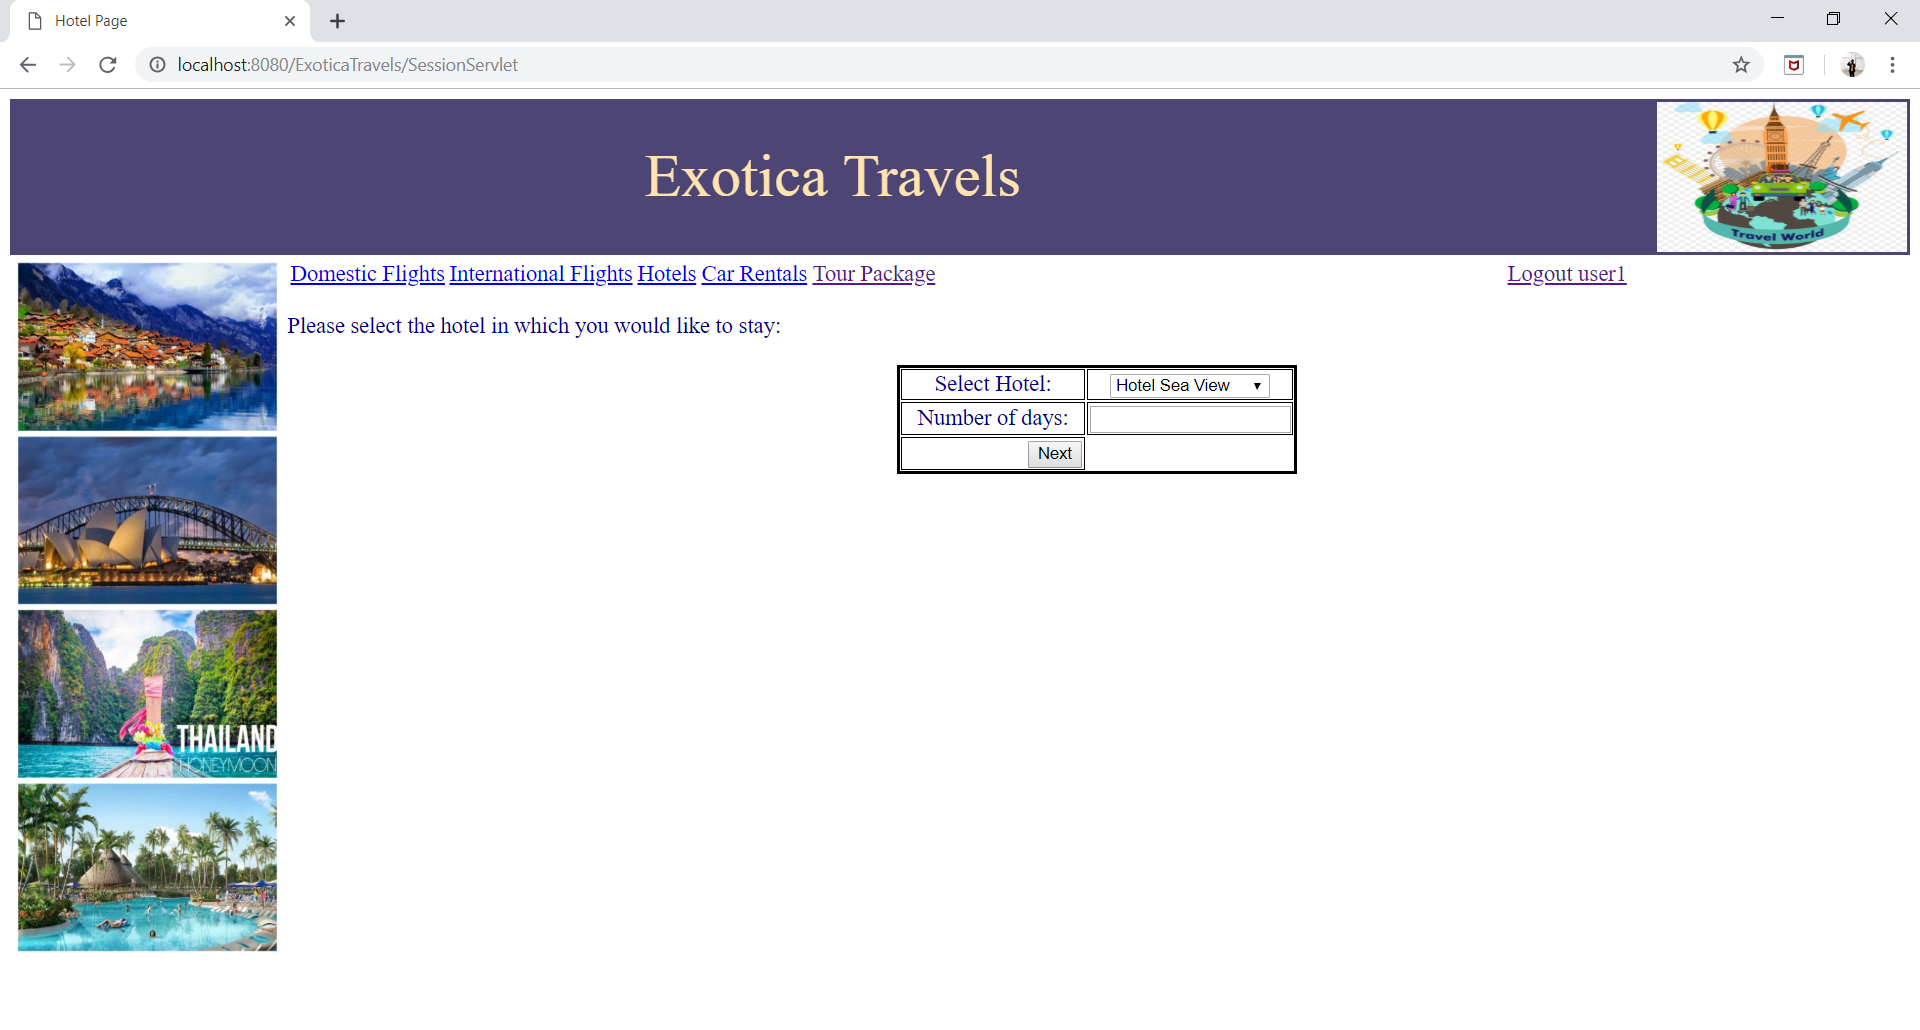 Hotel Page
localhost:8080/ExoticaTravels/SessionServlet
Exotica Travels
Travel World
Domestic Flights International Flights Hotels Car Rentals Tour Package Logout user1
Please select the hotel in which you would like to stay:
Select Hotel: Hotel Sea View
Number of days:
Next
THAILAND
HONEYMOON